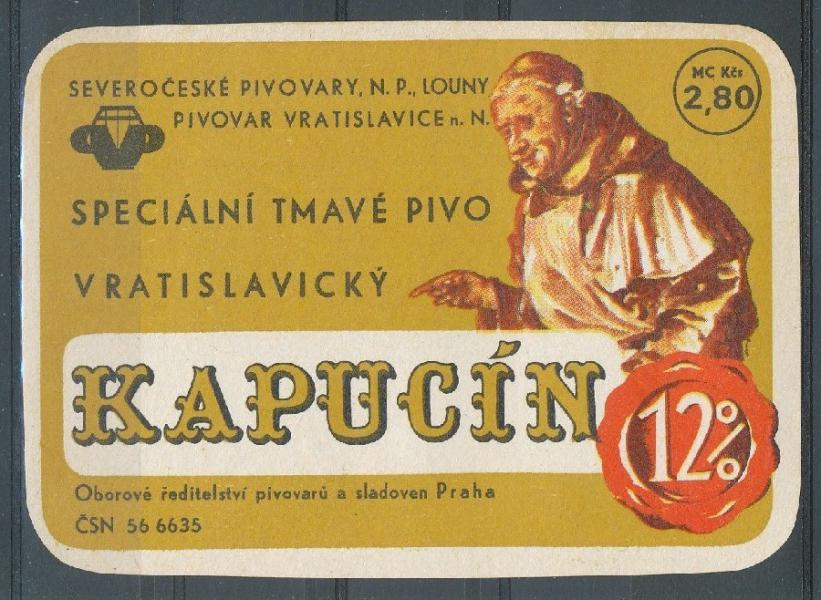 SEVEROČESKÉ PIVOVARY, N. P., LOUNY
PIVOVAR VRATISLAVICE n. N.
MC Kčs
2,80
SPECIÁLNÍ TMAVÉ PIVO
VRATISLAVICKÝ
KAPUCÍN
12%
Oborové ředitelství pivovarů a sladoven Praha
ČSN 56 6635